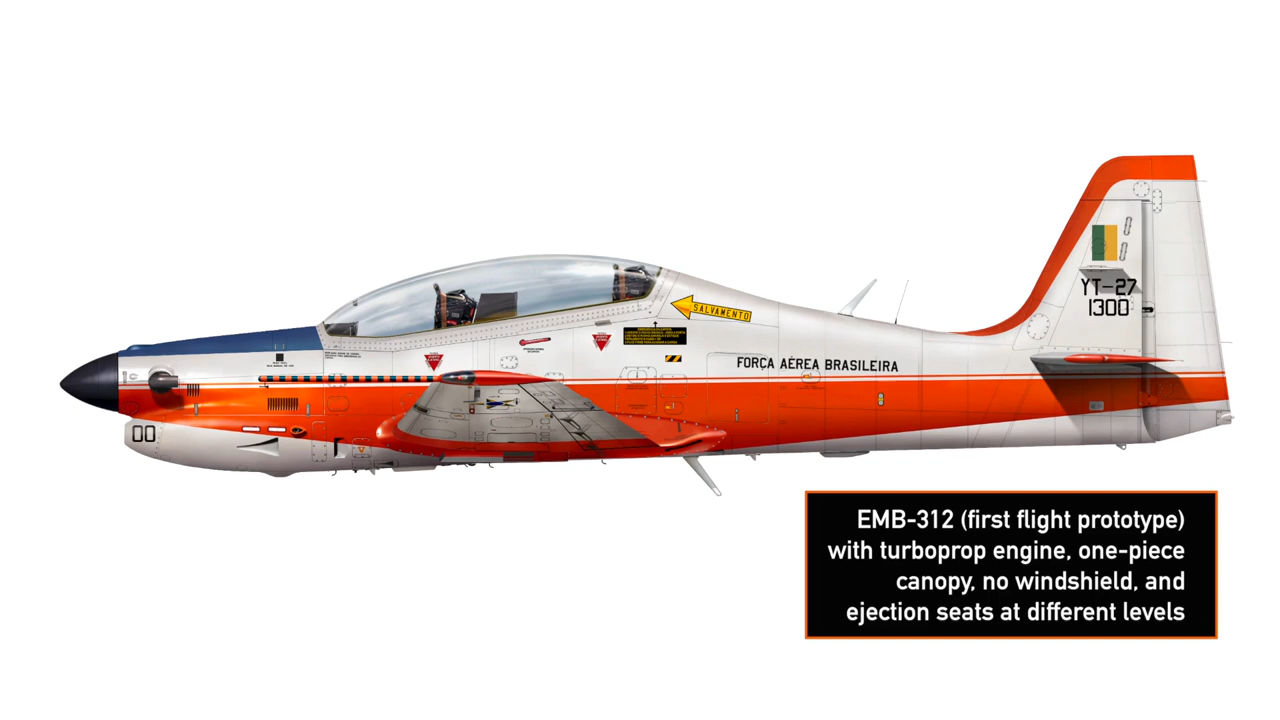 SALVAMENTO
YT-27
1300
FORÇA AÉREA BRASILEIRA
00
EMB-312 (first flight prototype)
with turboprop engine, one-piece
canopy, no windshield, and
ejection seats at different levels